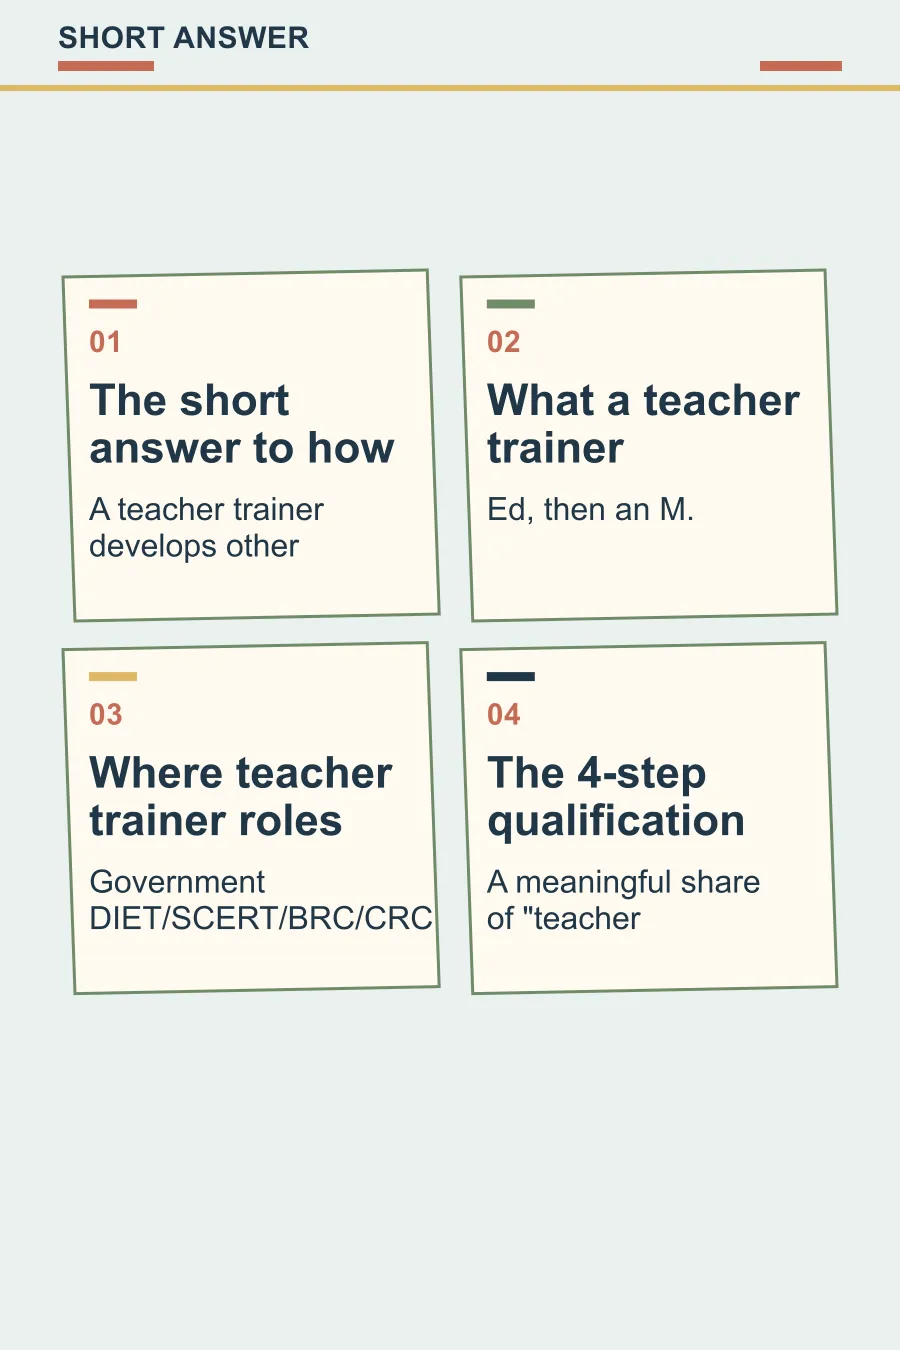 SHORT ANSWER
01
The short
answer to how
A teacher trainer
develops other
02
What a teacher
trainer
Ed, then an M.
03
Where teacher
trainer roles
Government
DIET/SCERT/BRC/CRC
04
The 4-step
qualification
A meaningful share
of "teacher